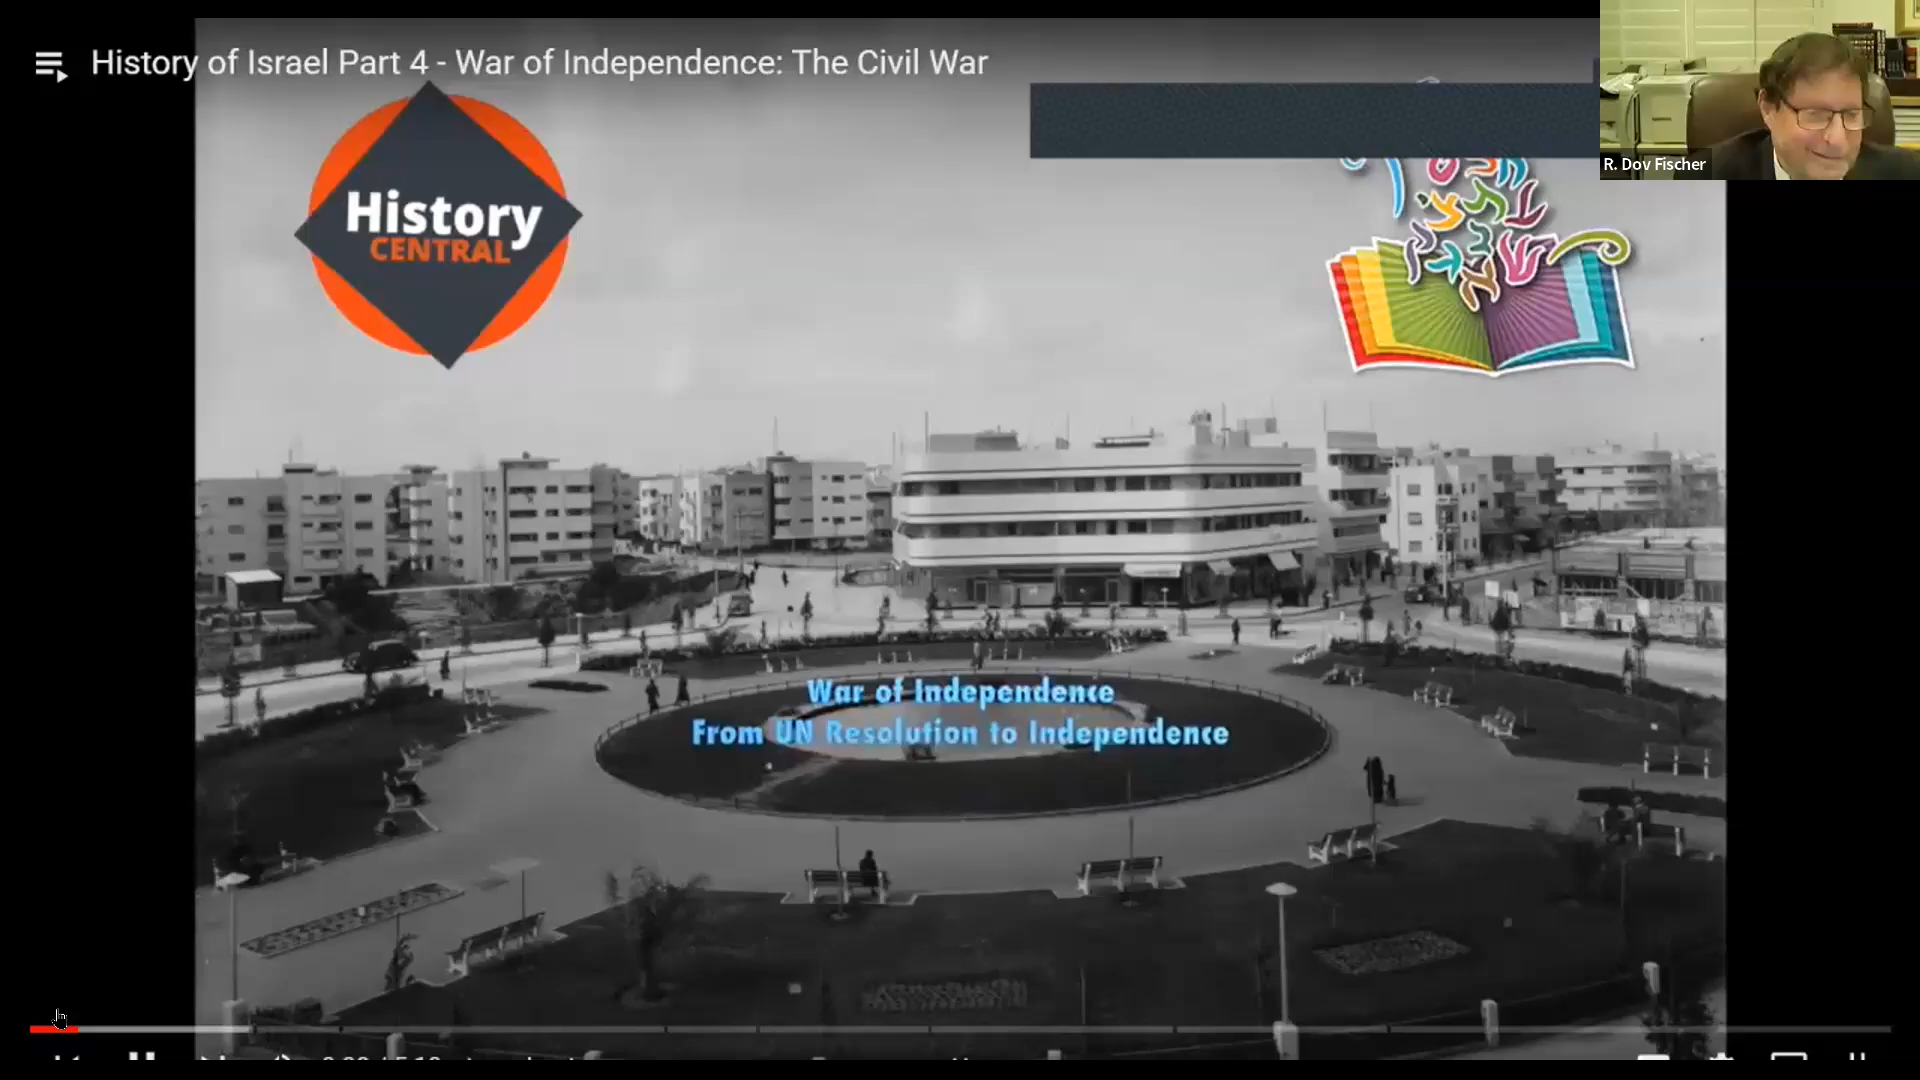 History of Israel Part 4 - War of Independence: The Civil War
R. Dov Fischer
History
CENTRAL
War of Independence
From UN Resolution to Independence